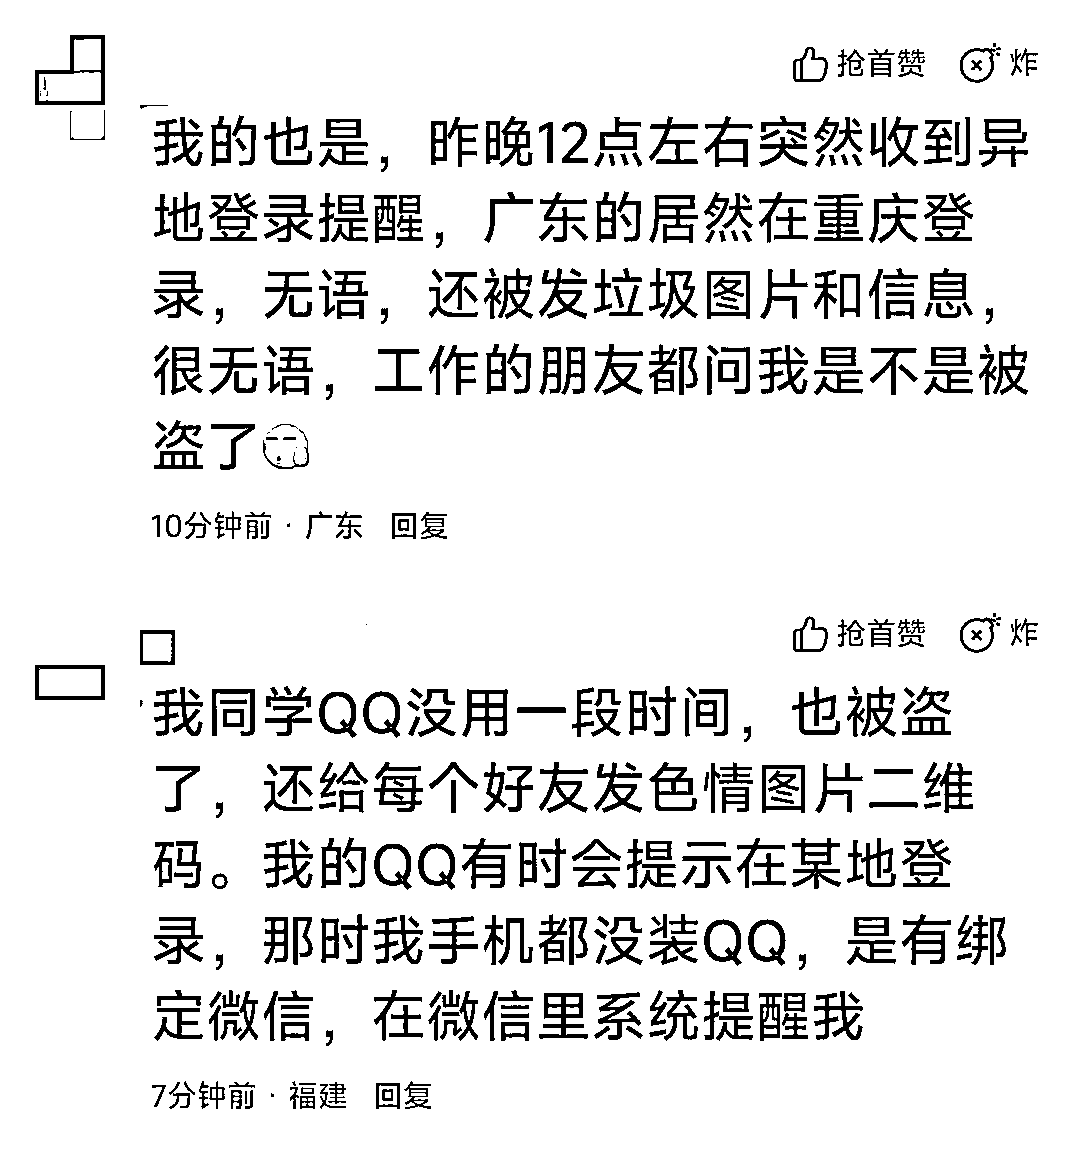 抢首赞 炸
我的也是，昨晚12点左右突然收到异
地登录提醒，广东的居然在重庆登
录，无语，还被发垃圾图片和信息，
很无语，工作的朋友都问我是不是被
盗了
10分钟前 · 广东 回复
抢首赞 炸
我同学QQ没用一段时间，也被盗
了，还给每个好友发色情图片二维
码。我的QQ有时会提示在某地登
录，那时我手机都没装QQ，是有绑
定微信，在微信里系统提醒我
7分钟前 · 福建 回复